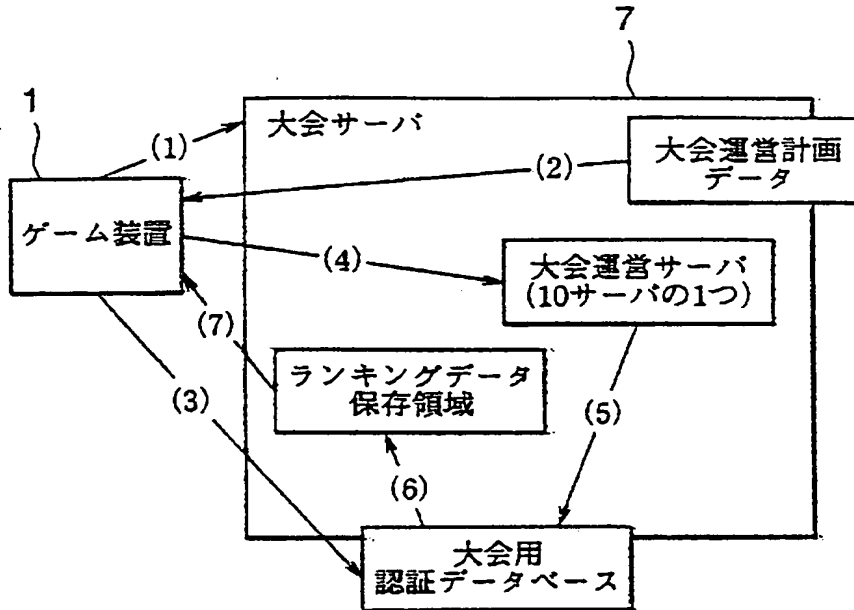 7
1
大会サーバ
(1)
大会運営計画
データ
(2)
ゲーム装置
(4)
大会運営サーバ
(10サーバの1つ)
(7)
ランキングデータ
保存領域
(3)
(5)
(6)
大会用
認証データベース